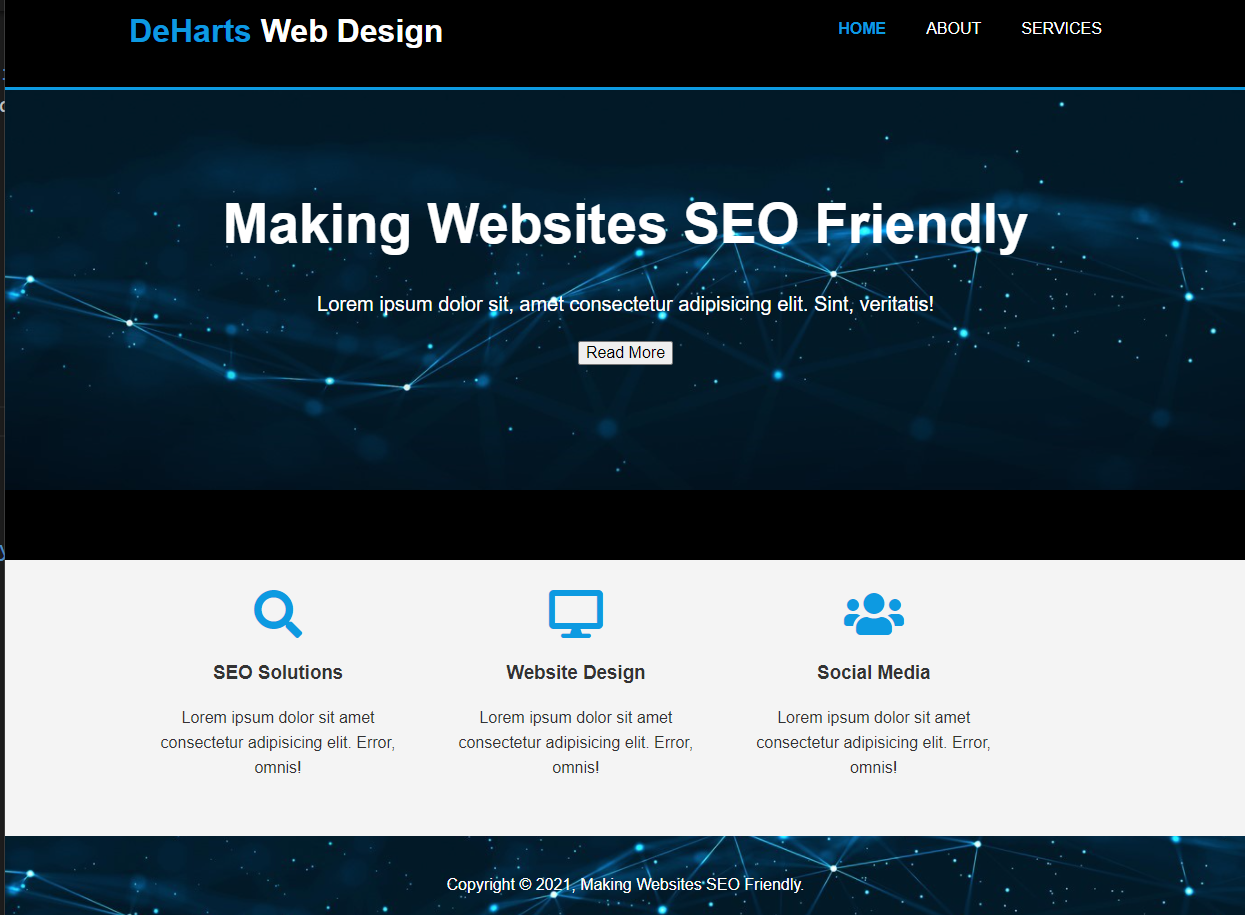 DeHarts Web Design
HOME ABOUT SERVICES
Making Websites SEO Friendly
Lorem ipsum dolor sit, amet consectetur adipisicing elit. Sint, veritatis!
Read More
SEO Solutions
Lorem ipsum dolor sit amet
consectetur adipisicing elit. Error,
omnis!
Website Design
Lorem ipsum dolor sit amet
consectetur adipisicing elit. Error,
omnis!
Social Media
Lorem ipsum dolor sit amet
consectetur adipisicing elit. Error,
omnis!
Copyright © 2021, Making Websites SEO Friendly.